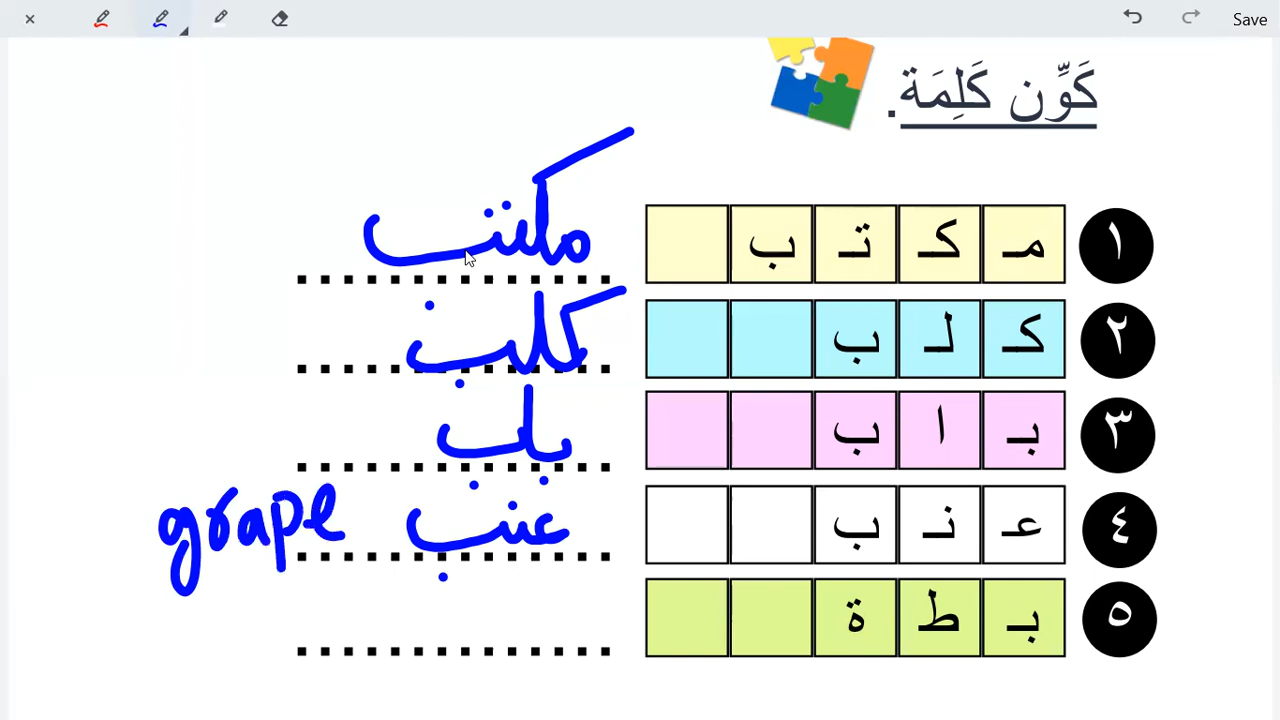 Save
كَوِّن كَلِمَة.
١ مـ كـ تـ ب مكتب
٢ كـ لـ ب كلب
٣ بـ ا ب باب
٤ عـ نـ ب عنب grape
٥ بـ ط ة